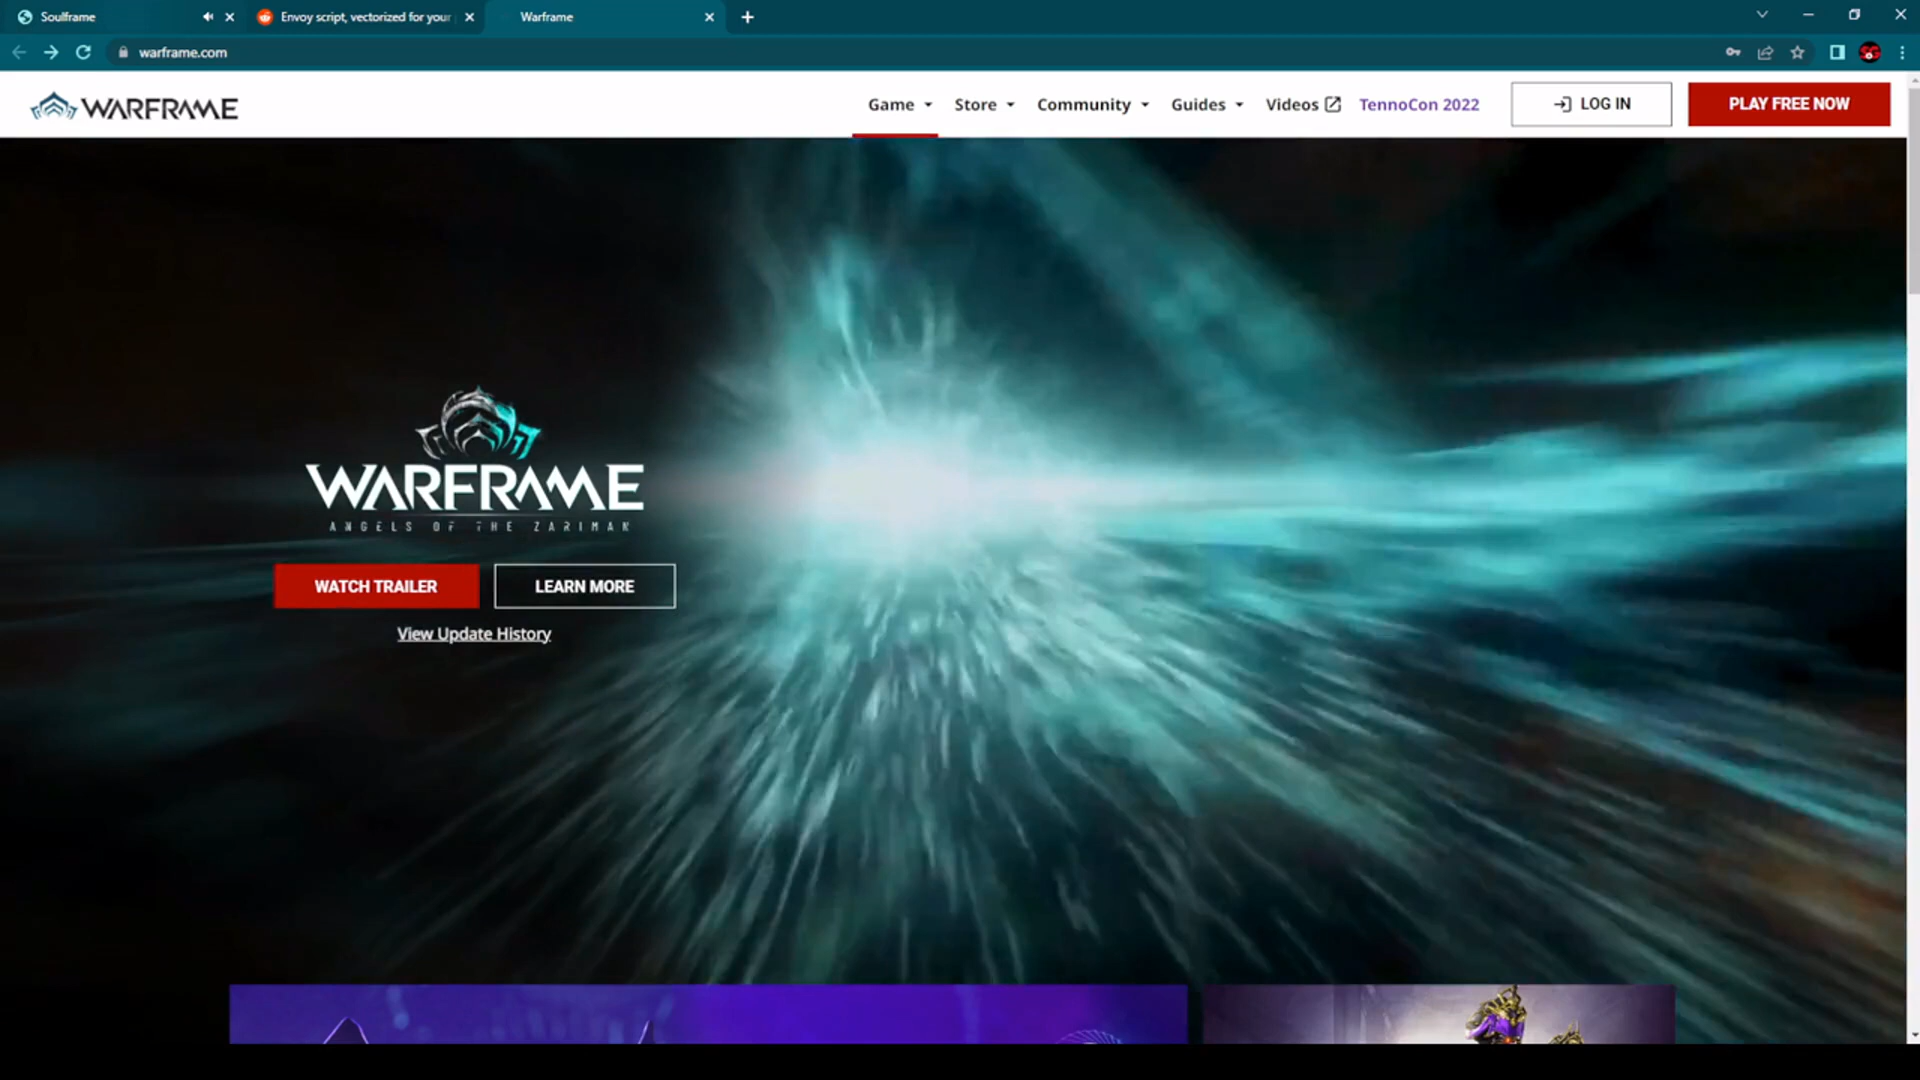 Soulframe
Envoy script, vectorized for your
Warframe
warframe.com
WARFRAME
Game
Store
Community
Guides
Videos
TennoCon 2022
LOG IN
PLAY FREE NOW
WARFRAME
ANGELS OF THE ZARIMAN
WATCH TRAILER
LEARN MORE
View Update History